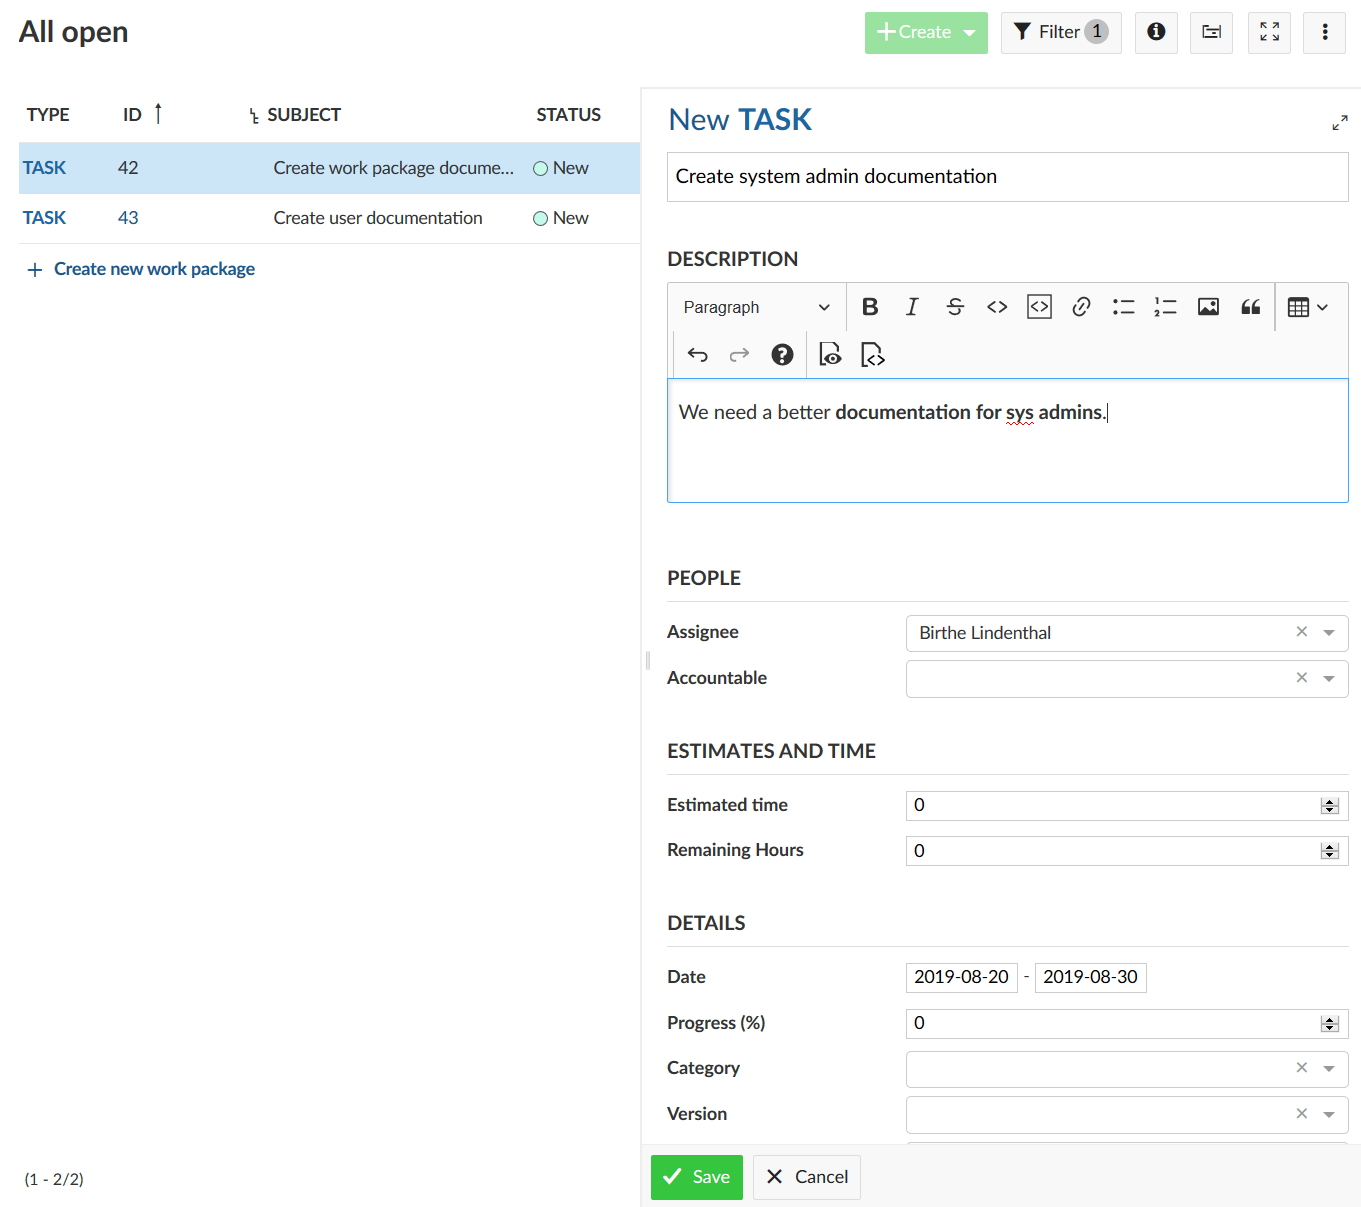 All open
Create
Filter 1
TYPE ID SUBJECT STATUS
TASK 42 Create work package docume... New
TASK 43 Create user documentation New
Create new work package
(1 - 2/2)
New TASK
Create system admin documentation
DESCRIPTION
Paragraph
We need a better documentation for sys admins.
PEOPLE
Assignee Birthe Lindenthal
Accountable
ESTIMATES AND TIME
Estimated time 0
Remaining Hours 0
DETAILS
Date 2019-08-20 - 2019-08-30
Progress (%) 0
Category
Version
Save Cancel